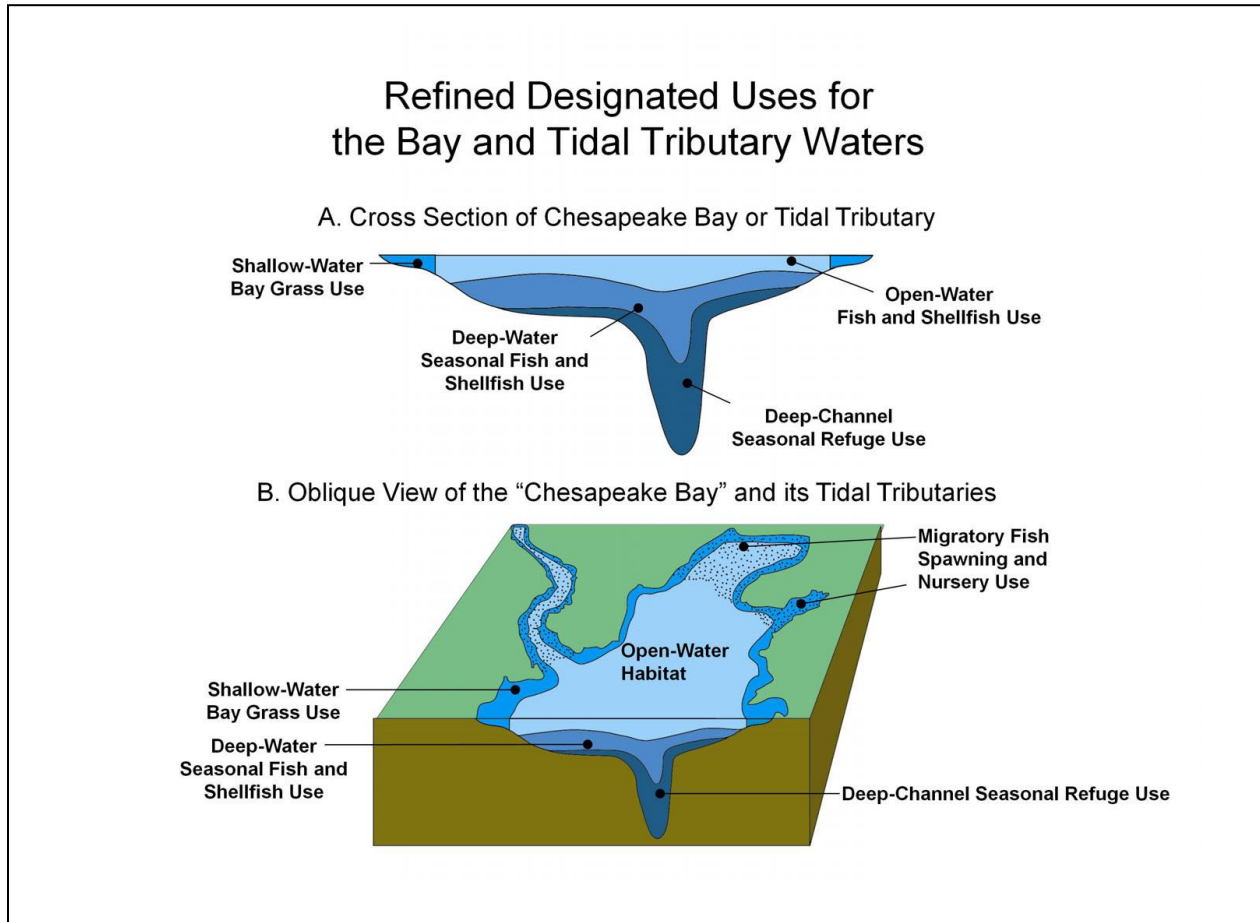 Refined Designated Uses for
the Bay and Tidal Tributary Waters
A. Cross Section of Chesapeake Bay or Tidal Tributary
Shallow-Water
Bay Grass Use
Open-Water
Fish and Shellfish Use
Deep-Water
Seasonal Fish and
Shellfish Use
Deep-Channel
Seasonal Refuge Use
B. Oblique View of the “Chesapeake Bay” and its Tidal Tributaries
Migratory Fish
Spawning and
Nursery Use
Open-Water
Habitat
Shallow-Water
Bay Grass Use
Deep-Water
Seasonal Fish and
Shellfish Use
Deep-Channel Seasonal Refuge Use